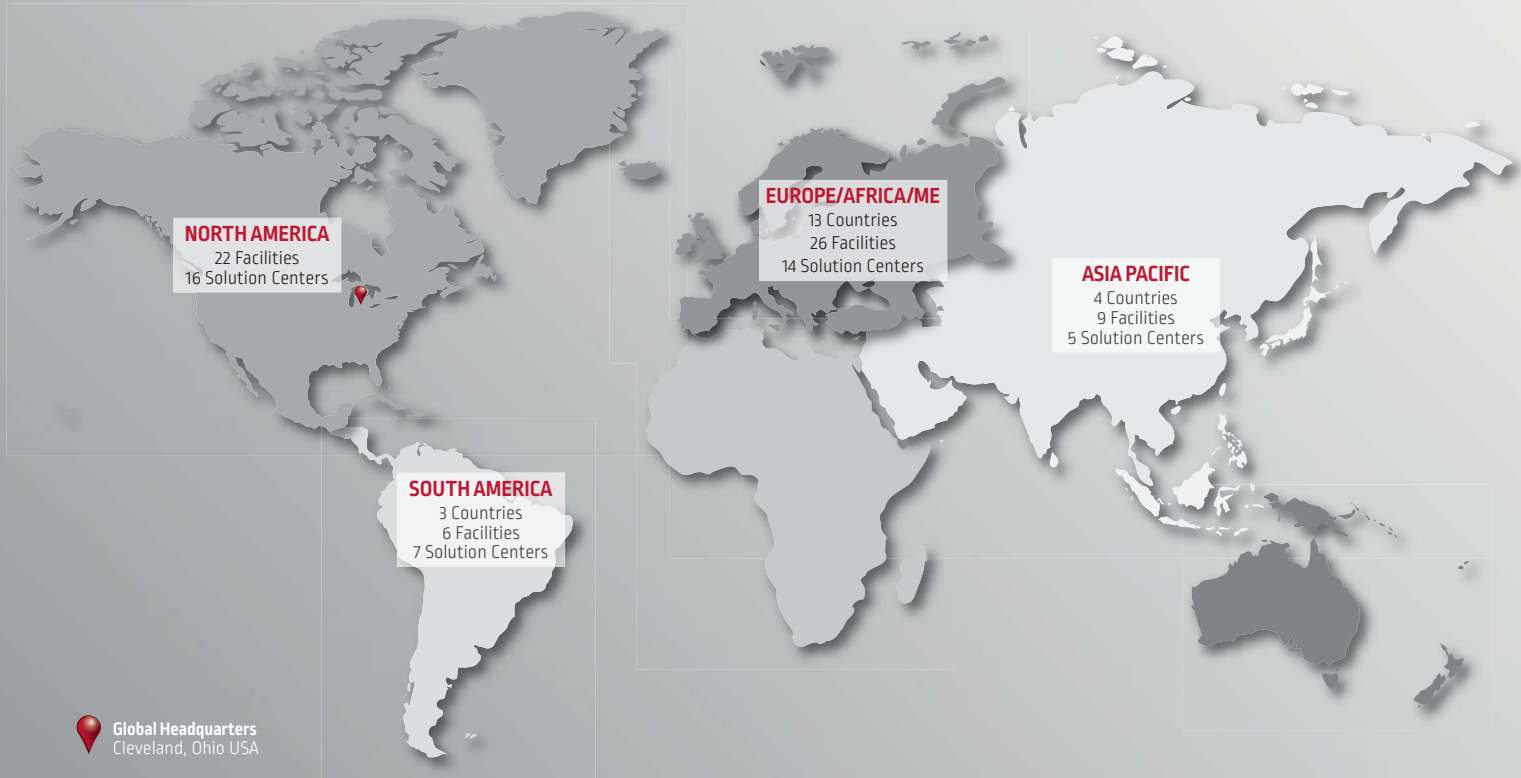 NORTH AMERICA
22 Facilities
16 Solution Centers
EUROPE/AFRICA/ME
13 Countries
26 Facilities
14 Solution Centers
ASIA PACIFIC
4 Countries
9 Facilities
5 Solution Centers
SOUTH AMERICA
3 Countries
6 Facilities
7 Solution Centers
Global Headquarters
Cleveland, Ohio USA